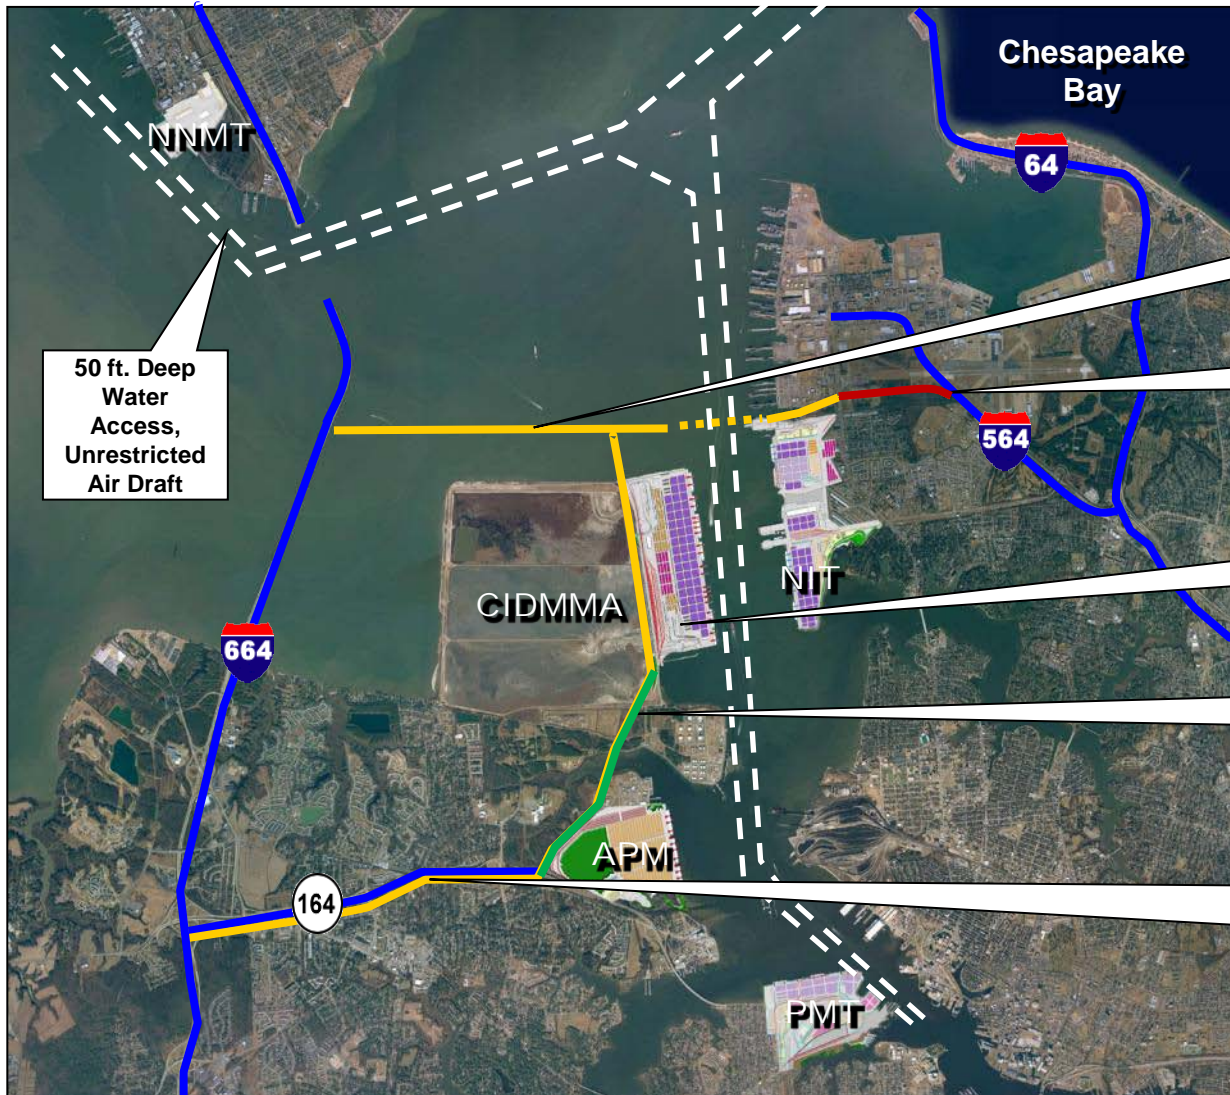 Chesapeake
Bay
NNMT
64
50 ft. Deep
Water
Access,
Unrestricted
Air Draft
564
NIT
CIDMMA
664
APM
164
PMT